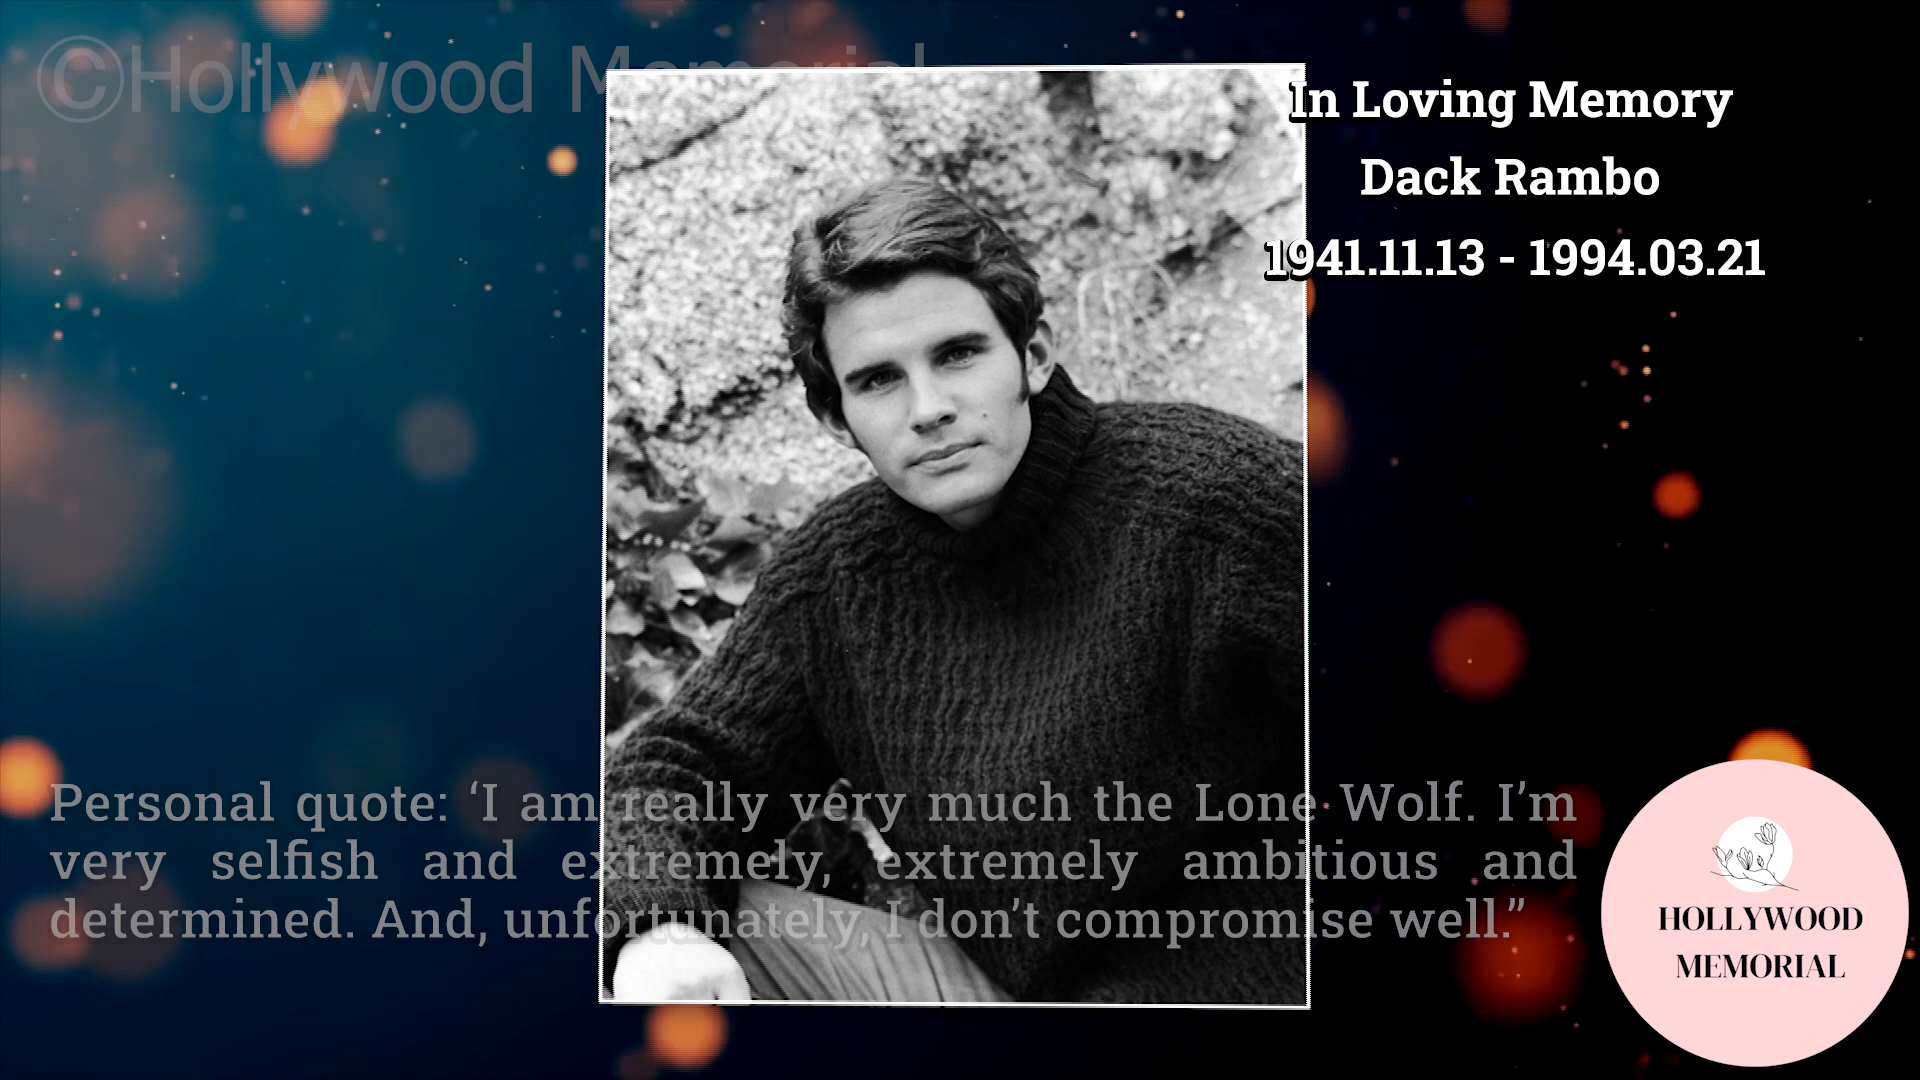 ©Hollywood Memorial
In Loving Memory
Dack Rambo
1941.11.13 - 1994.03.21
Personal quote: ‘I am really very much the Lone Wolf. I’m
very selfish and extremely, extremely ambitious and
determined. And, unfortunately, I don’t compromise well.”
HOLLYWOOD
MEMORIAL